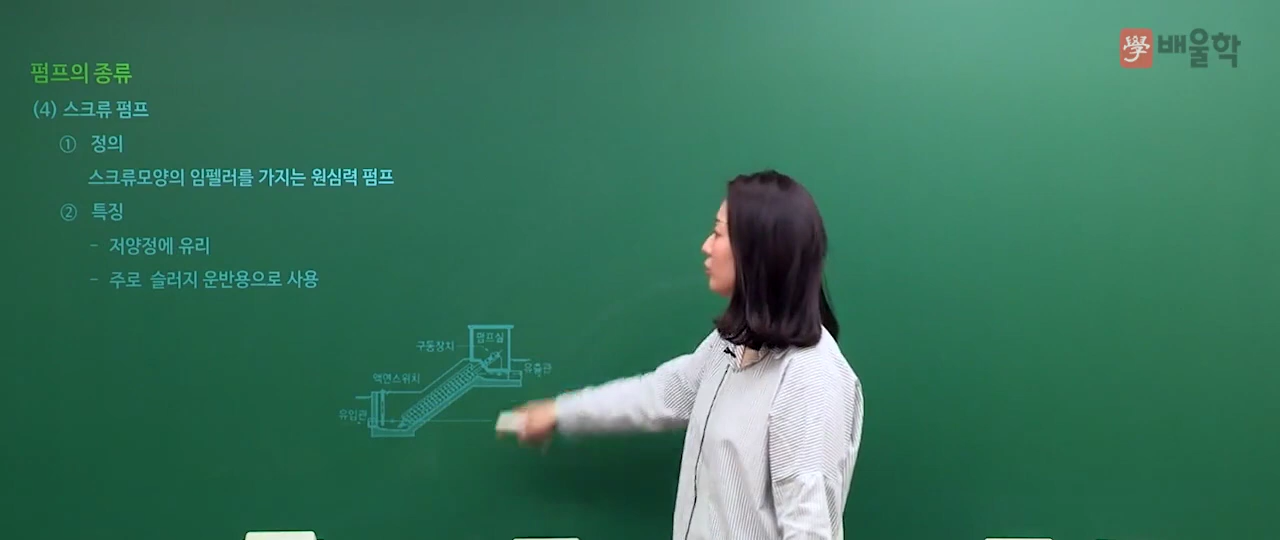 學 배울학
펌프의 종류
(4) 스크류 펌프
① 정의
스크류모양의 임펠러를 가지는 원심력 펌프
② 특징
- 저양정에 유리
- 주로 슬러지 운반용으로 사용
펌프실
구동장치
유출관
액면스위치
유입관